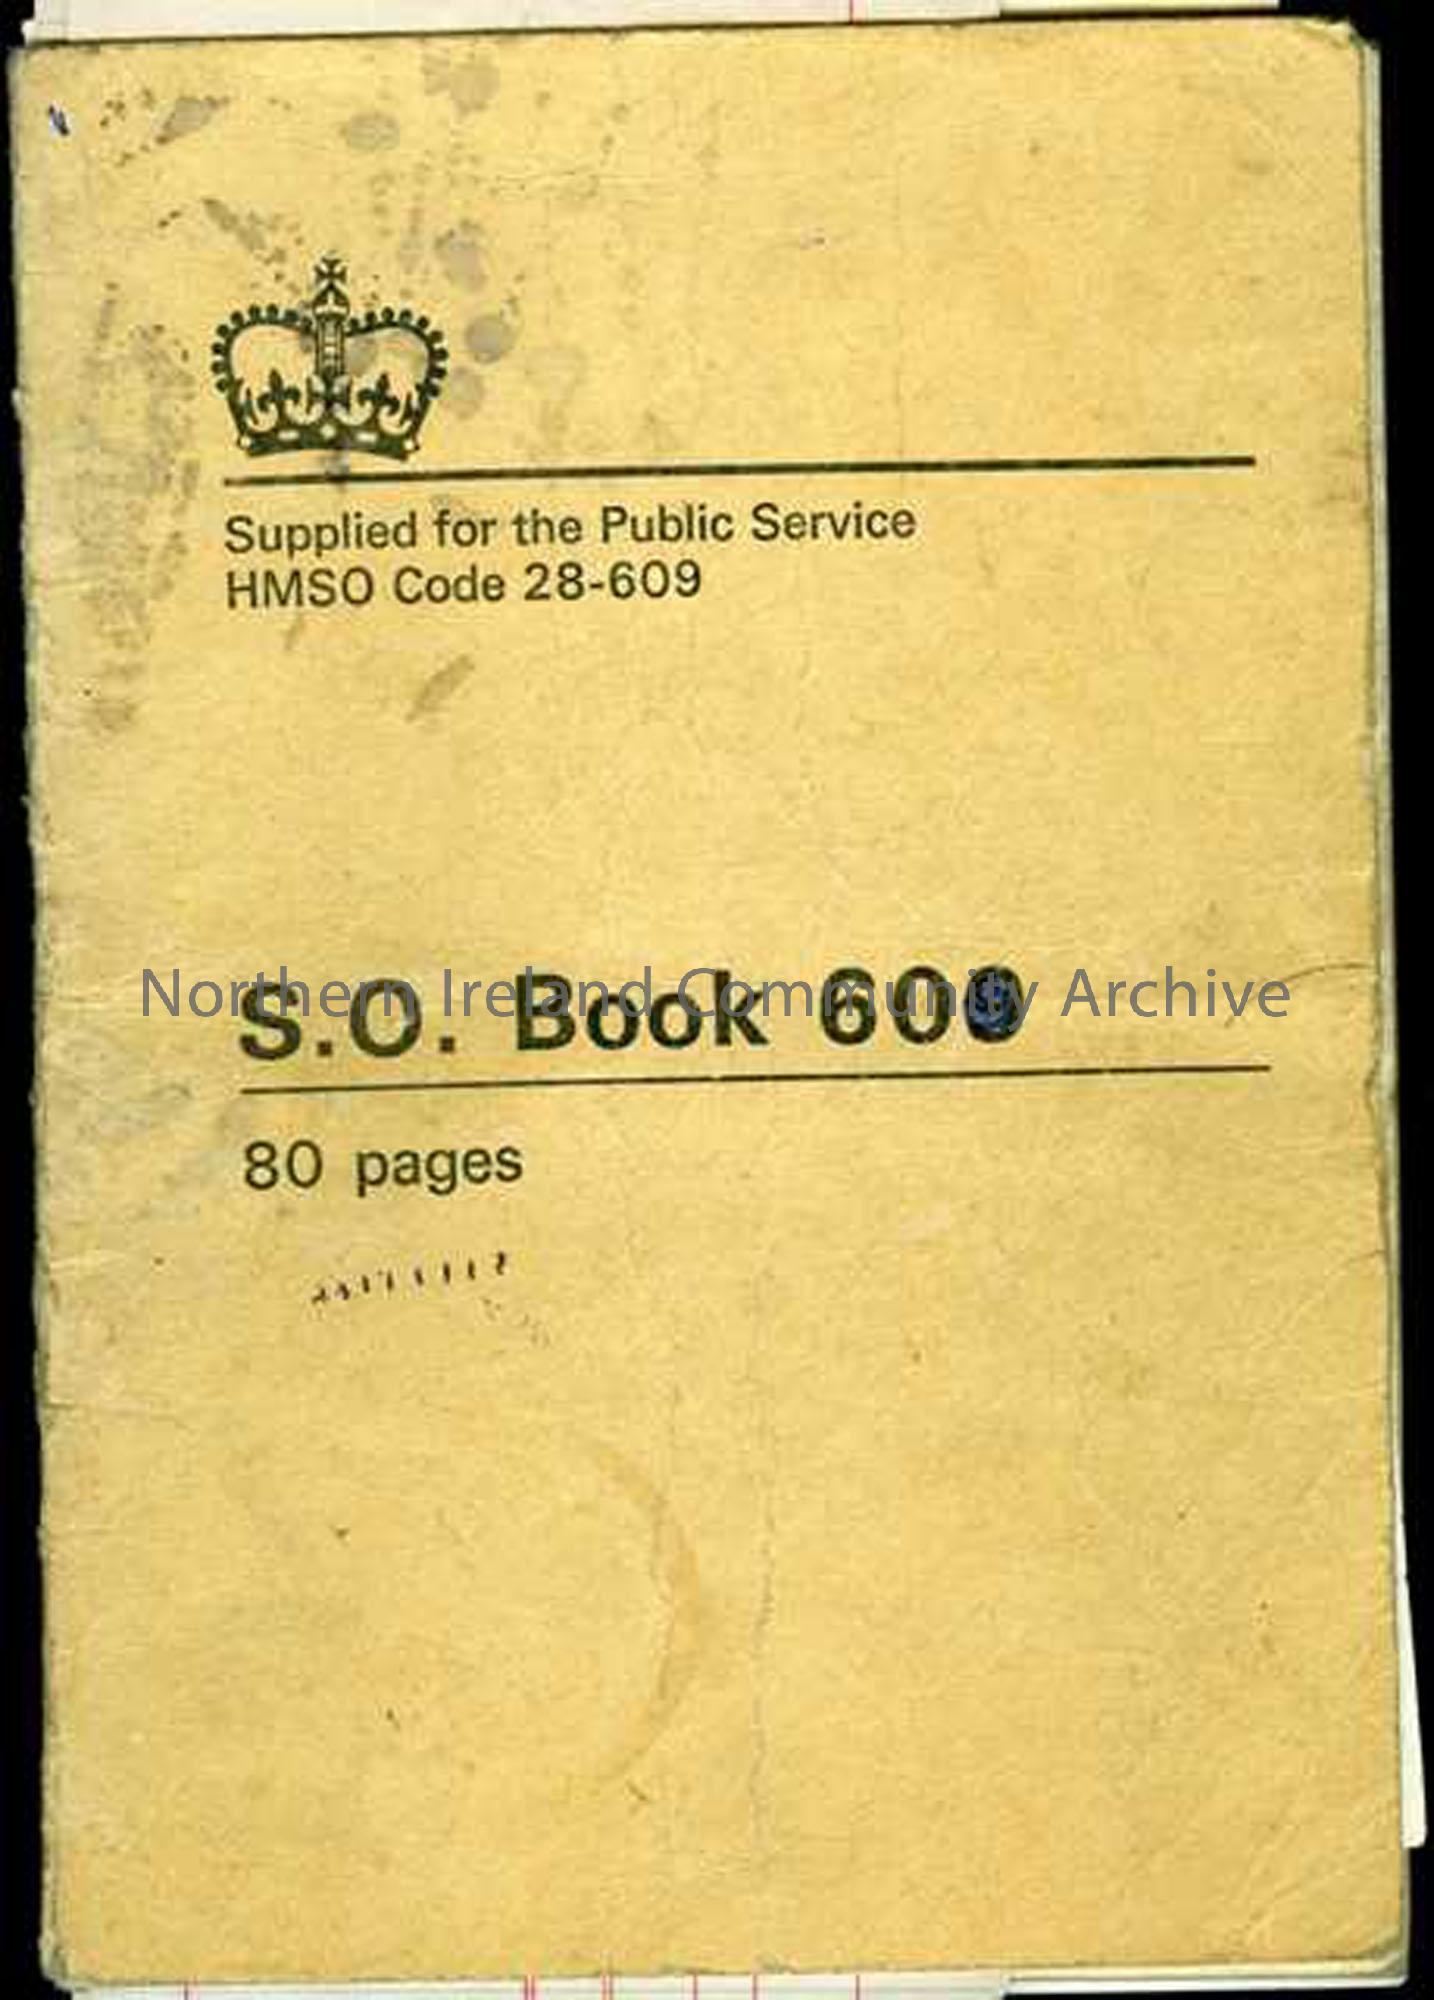 Supplied for the Public Service
HMSO Code 28-609
Northern Ireland Community Archive
S.O. Book 609
80 pages